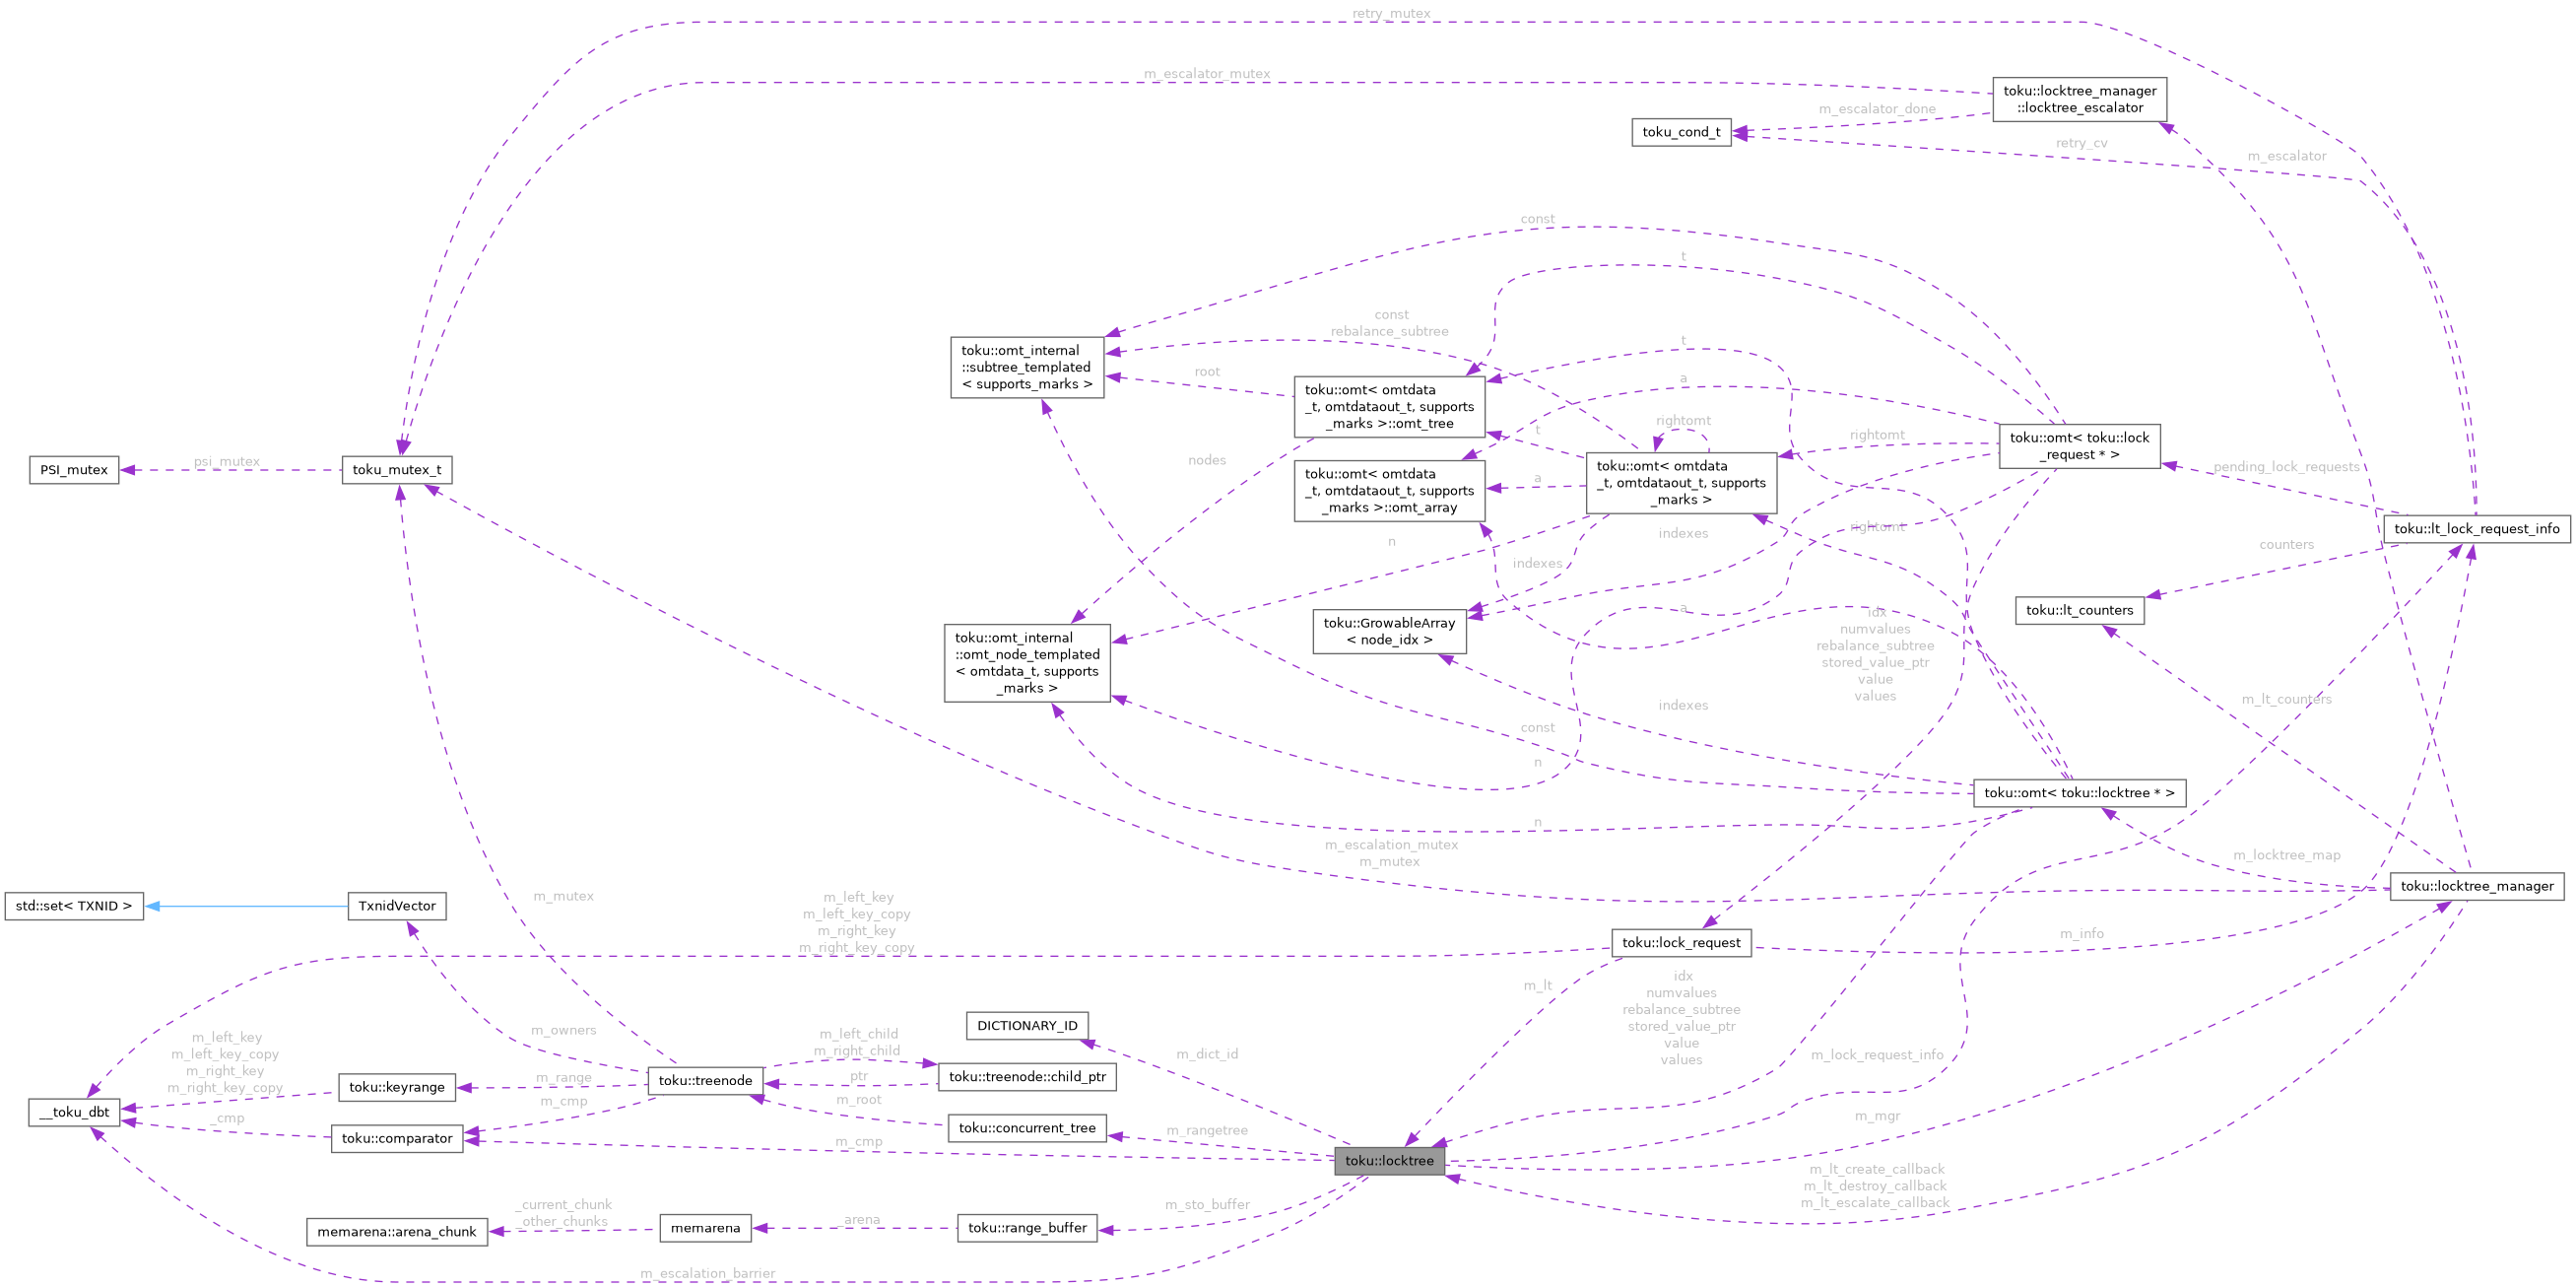 retry_mutex
m_escalator_mutex
toku::locktree_manager
::locktree_escalator
m_escalator_done
toku_cond_t
retry_cv
m_escalator
const
t
const
rebalance_subtree
t
toku::omt_internal
::subtree_templated
< supports_marks >
root
a
toku::omt< omtdata
_t, omtdataout_t, supports
_marks >::omt_tree
rightomt
t
rightomt
toku::omt< toku::lock
_request * >
PSI_mutex
psi_mutex
toku_mutex_t
nodes
toku::omt< omtdata
_t, omtdataout_t, supports
_marks >::omt_array
a
toku::omt< omtdata
_t, omtdataout_t, supports
_marks >
pending_lock_requests
n
indexes
rightomt
toku::lt_lock_request_info
indexes
counters
a
toku::GrowableArray
< node_idx >
toku::lt_counters
toku::omt_internal
::omt_node_templated
< omtdata_t, supports
_marks >
idx
numvalues
rebalance_subtree
stored_value_ptr
value
values
indexes
m_lt_counters
const
n
toku::omt< toku::locktree * >
n
m_escalation_mutex
m_mutex
m_locktree_map
std::set< TXNID >
TxnidVector
m_mutex
m_left_key
m_left_key_copy
m_right_key
m_right_key_copy
toku::locktree_manager
toku::lock_request
m_info
m_lt
idx
numvalues
rebalance_subtree
stored_value_ptr
value
values
m_left_key
m_left_key_copy
m_right_key
m_right_key_copy
m_owners
m_left_child
m_right_child
DICTIONARY_ID
m_dict_id
m_lock_request_info
toku::keyrange
m_range
toku::treenode
ptr
toku::treenode::child_ptr
__toku_dbt
_cmp
m_cmp
m_root
toku::comparator
toku::concurrent_tree
m_rangetree
m_mgr
m_cmp
toku::locktree
m_lt_create_callback
m_lt_destroy_callback
m_lt_escalate_callback
memarena::arena_chunk
_current_chunk
_other_chunks
memarena
_arena
toku::range_buffer
m_sto_buffer
m_escalation_barrier